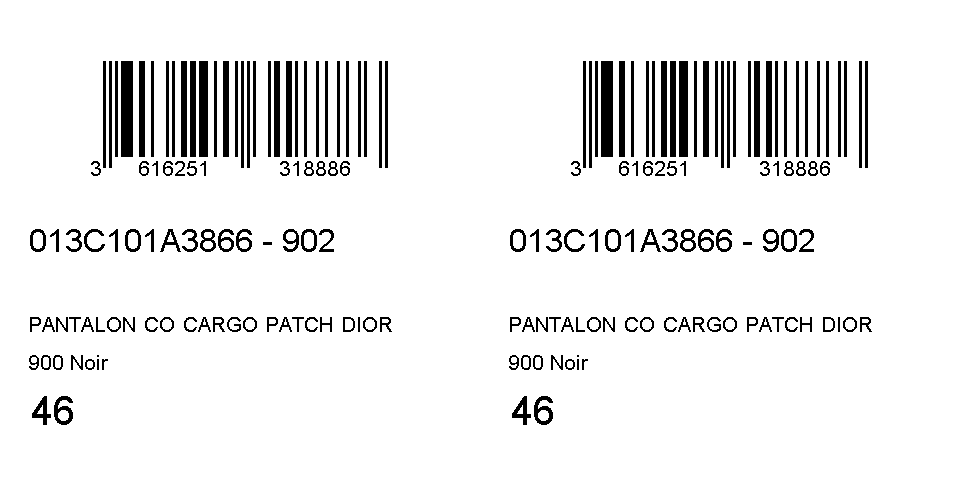 3 616251 318886
013C101A3866 - 902
PANTALON CO CARGO PATCH DIOR
900 Noir
46
3 616251 318886
013C101A3866 - 902
PANTALON CO CARGO PATCH DIOR
900 Noir
46